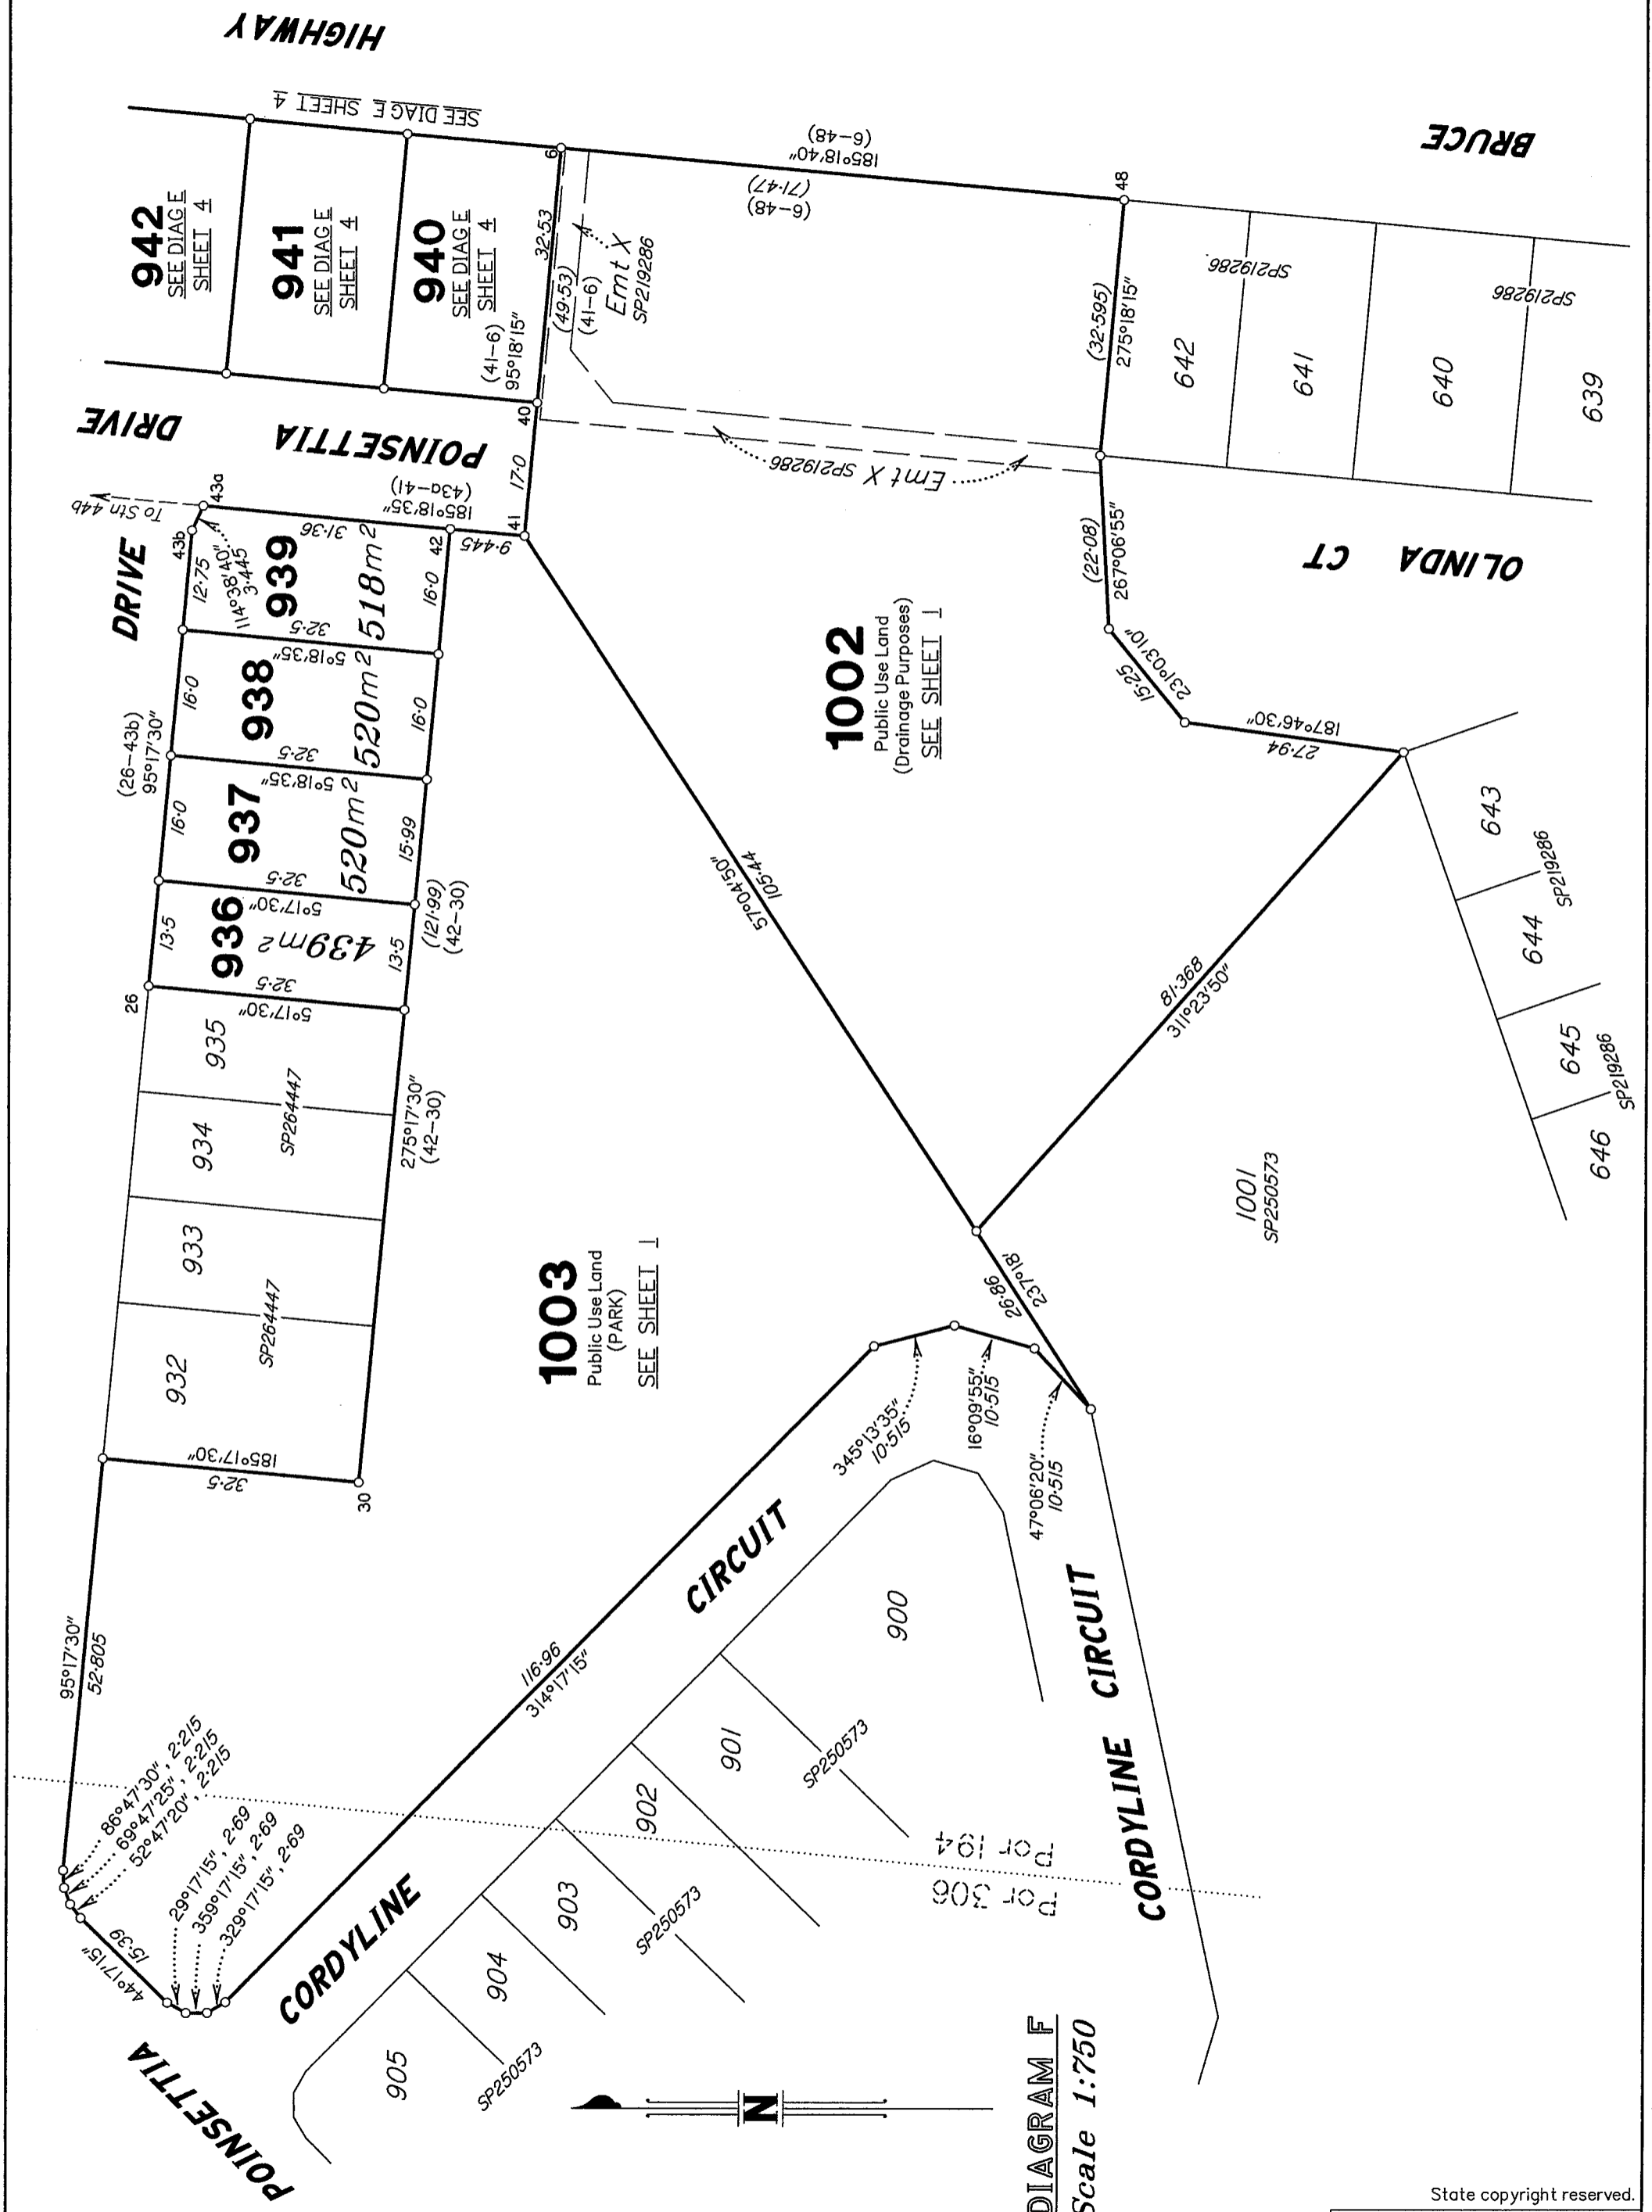 HIGHWAY
BRUCE
SEE DIAG E SHEET 4
942
SEE DIAG E
SHEET 4
941
SEE DIAG E
SHEET 4
940
SEE DIAG E
SHEET 4
(41-6)
95°18'15"
32·53
(49·53)
(41-6)
Emt X
SP219286
6
185°18'40"
(6-48)
(71·47)
(6-48)
48
(32·595)
275°18'15"
642
SP219286
641
640
SP219286
639
POINSETTIA
DRIVE
40
17·0
41
Emt X SP219286
OLINDA CT
(22·08)
267°06'55"
15·25
231°03'10"
187°46'30"
27·94
To Stn 44b
43a
43b
DRIVE
114°38'40"
3·445
185°18'35"
(43a-41)
31·36
42
9·445
12·75
939
518m²
16·0
32·5
5°18'35"
16·0
938
520m²
16·0
32·5
5°18'35"
(26-43b)
95°17'30"
16·0
937
520m²
15·99
32·5
5°17'30"
13·5
936
439m²
13·5
32·5
5°17'30"
26
(121·99)
(42-30)
935
SP264447
934
933
SP264447
932
275°17'30"
(42-30)
185°17'30"
32·5
30
1002
Public Use Land
(Drainage Purposes)
SEE SHEET 1
57°04'50"
105·44
81·368
311°23'50"
643
SP219286
644
645
SP219286
646
1003
Public Use Land
(PARK)
SEE SHEET 1
1001
SP250573
26·86
237°18'
345°13'35"
10·515
16°09'55"
10·515
47°06'20"
10·515
95°17'30"
52·805
86°47'30", 2·215
69°47'25", 2·215
52°47'20", 2·215
29°17'15", 2·69
359°17'15", 2·69
329°17'15", 2·69
44°17'15"
15·39
116·96
314°17'15"
CORDYLINE CIRCUIT
CORDYLINE CIRCUIT
POINSETTIA
900
901
SP250573
902
903
SP250573
904
905
SP250573
Por 194
Por 306
N
DIAGRAM F
Scale 1:750
State copyright reserved.